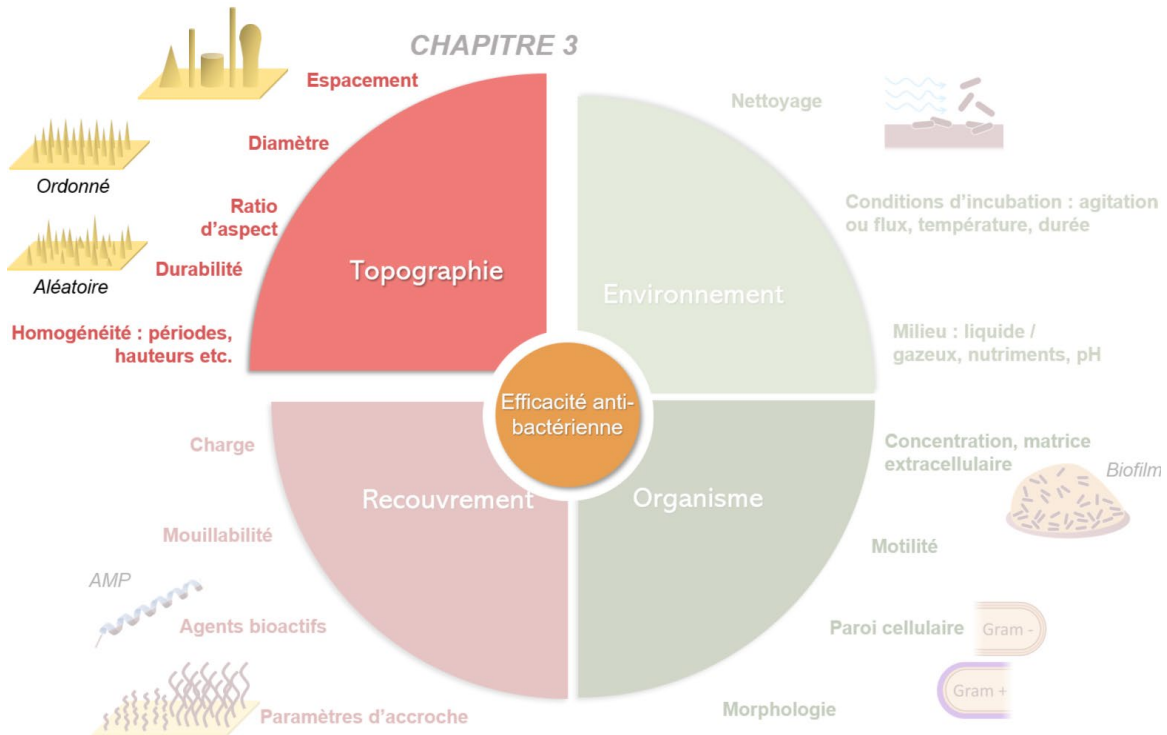 CHAPITRE 3
Espacement
Diamètre
Ordonné
Ratio
d'aspect
Durabilité
Aléatoire
Homogénéité : périodes,
hauteurs etc.
Topographie
Nettoyage
Conditions d'incubation : agitation
ou flux, température, durée
Environnement
Milieu : liquide /
gazeux, nutriments, pH
Efficacité anti-
bactérienne
Charge
Recouvrement
Mouillabilité
AMP
Agents bioactifs
Paramètres d'accroche
Concentration, matrice
extracellulaire
Biofilm
Organisme
Motilité
Paroi cellulaire
Gram -
Gram +
Morphologie